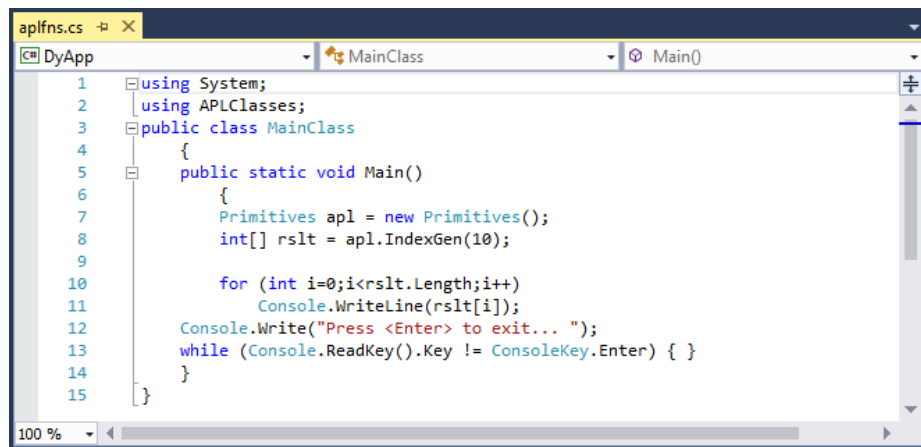 aplfns.cs
C# DyApp MainClass Main()
1 using System;
2 using APLClasses;
3 public class MainClass
4 {
5 public static void Main()
6 {
7 Primitives apl = new Primitives();
8 int[] rslt = apl.IndexGen(10);
9
10 for (int i=0;i<rslt.Length;i++)
11 Console.WriteLine(rslt[i]);
12 Console.Write("Press <Enter> to exit... ");
13 while (Console.ReadKey().Key != ConsoleKey.Enter) { }
14 }
15 }
100 %